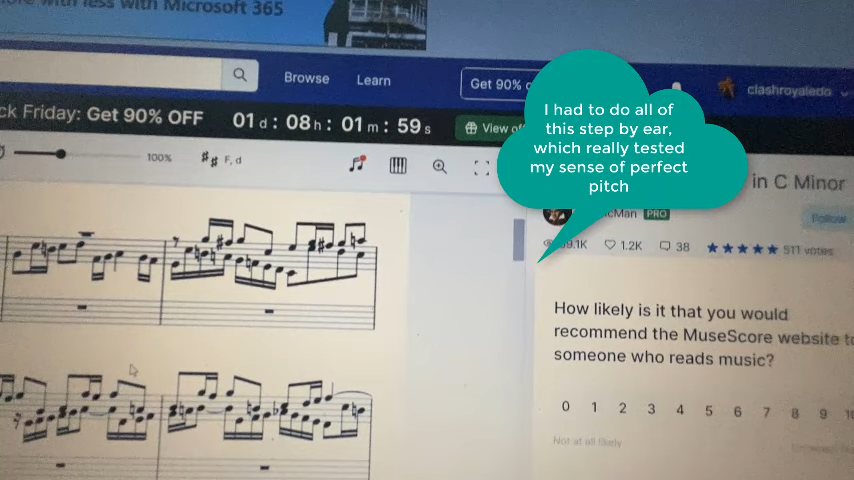 with less with Microsoft 365
Browse
Learn
Get 90%
clashroyaledo
ck Friday: Get 90% OFF
01 d : 08 h : 01 m : 59 s
View
100%
F, d
I had to do all of
this step by ear,
which really tested
my sense of perfect
pitch
in C Minor
cMan PRO
Follow
9.1K
1.2K
38
511 votes
How likely is it that you would
recommend the MuseScore website to
someone who reads music?
0 1 2 3 4 5 6 7 8 9
Not at all likely